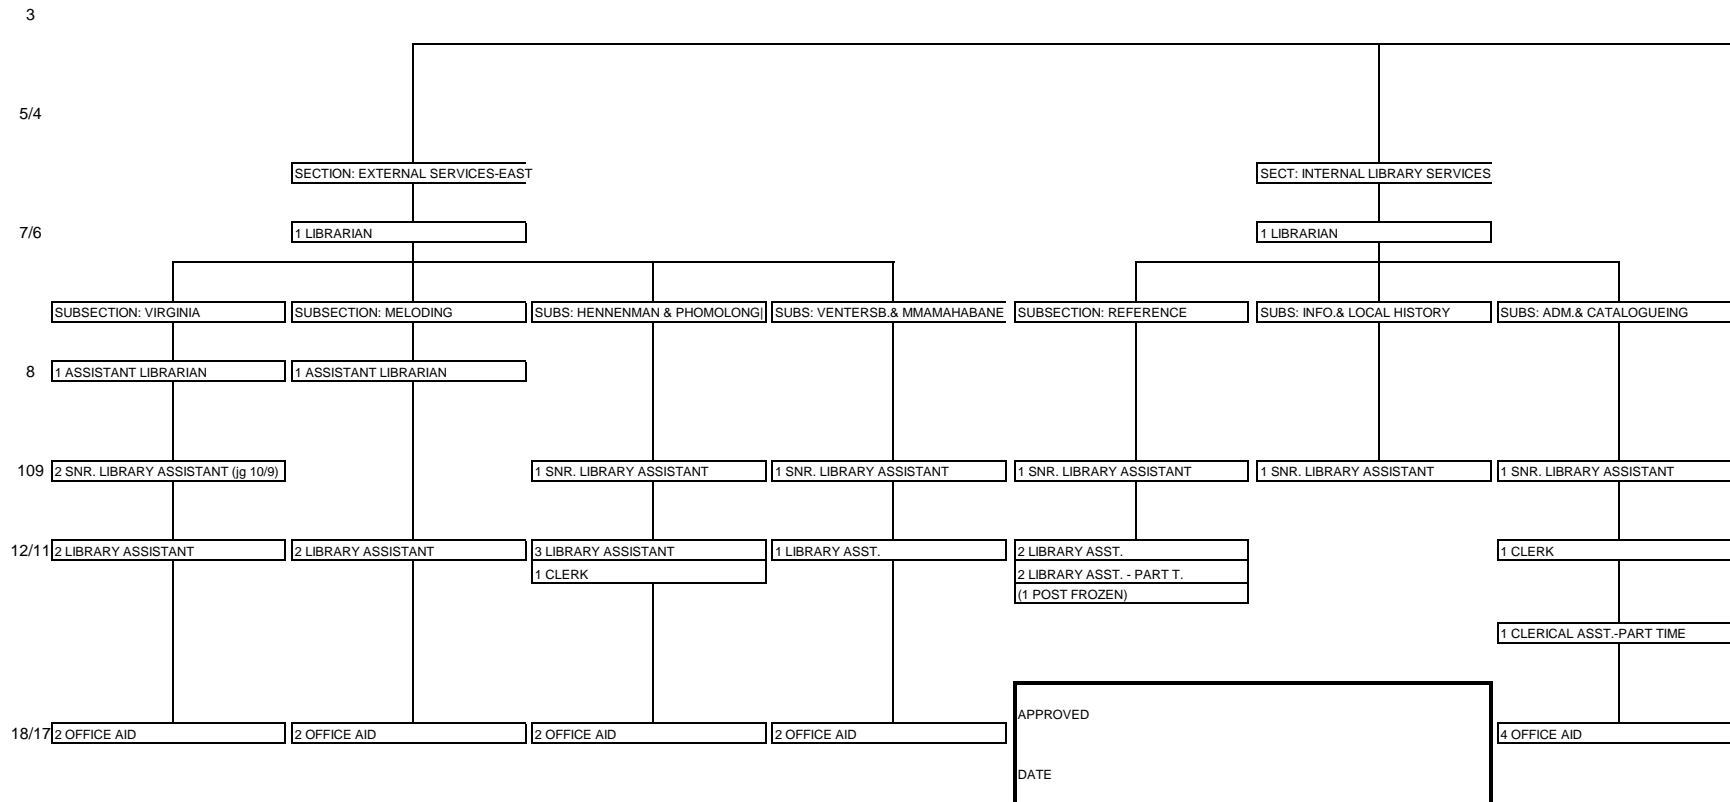 3
5/4
SECTION: EXTERNAL SERVICES-EAST
SECT: INTERNAL LIBRARY SERVICES
7/6
1 LIBRARIAN
1 LIBRARIAN
SUBSECTION: VIRGINIA
SUBSECTION: MELODING
SUBS: HENNENMAN & PHOMOLONG|
SUBS: VENTERSB.& MMAMAHABANE
SUBSECTION: REFERENCE
SUBS: INFO.& LOCAL HISTORY
SUBS: ADM.& CATALOGUEING
8
1 ASSISTANT LIBRARIAN
1 ASSISTANT LIBRARIAN
109
2 SNR. LIBRARY ASSISTANT (jg 10/9)
1 SNR. LIBRARY ASSISTANT
1 SNR. LIBRARY ASSISTANT
1 SNR. LIBRARY ASSISTANT
1 SNR. LIBRARY ASSISTANT
1 SNR. LIBRARY ASSISTANT
12/11
2 LIBRARY ASSISTANT
2 LIBRARY ASSISTANT
3 LIBRARY ASSISTANT
1 LIBRARY ASST.
2 LIBRARY ASST.
1 CLERK
1 CLERK
2 LIBRARY ASST. - PART T.
(1 POST FROZEN)
1 CLERICAL ASST.-PART TIME
APPROVED
18/17
2 OFFICE AID
2 OFFICE AID
2 OFFICE AID
2 OFFICE AID
4 OFFICE AID
DATE